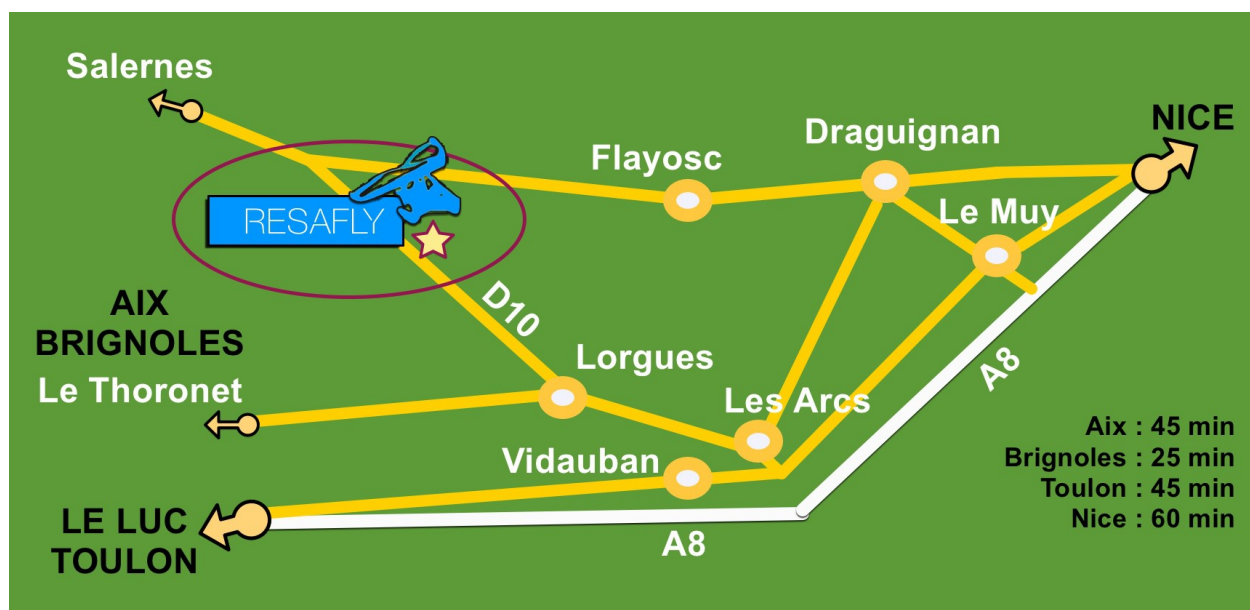 Salernes
NICE
Draguignan
Flayosc
Le Muy
RESAFLY
D10
AIX
BRIGNOLES
Lorgues
A8
Le Thoronet
Les Arcs
Aix : 45 min
Brignoles : 25 min
Toulon : 45 min
Nice : 60 min
Vidauban
LE LUC
TOULON
A8